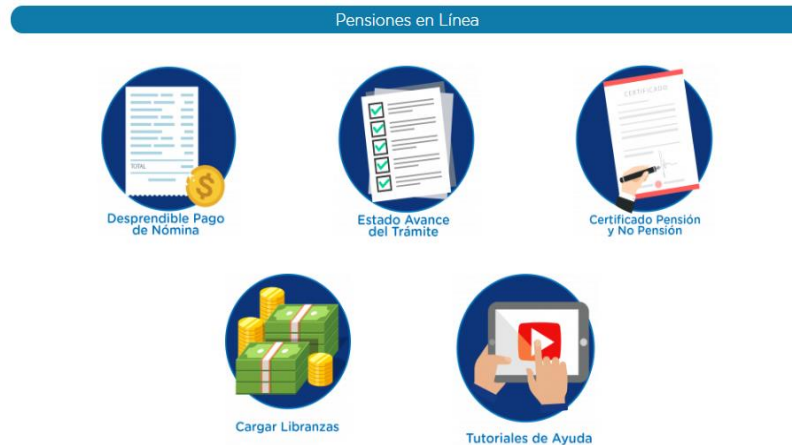 Pensiones en Línea
TOTAL
CERTIFICADO
Desprendible Pago
de Nómina
Estado Avance
del Trámite
Certificado Pensión
y No Pensión
Cargar Libranzas
Tutoriales de Ayuda